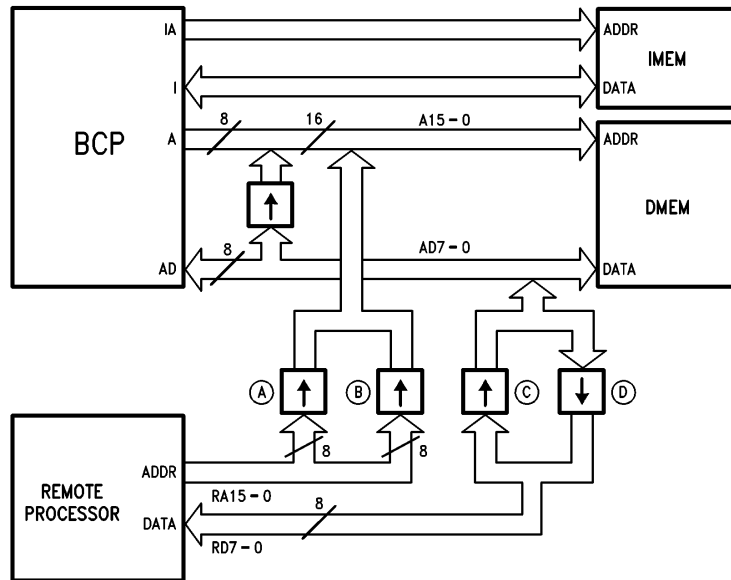 IA
ADDR
IMEM
I
DATA
BCP
8
16
A15-0
A
ADDR
DMEM
8
AD7-0
AD
DATA
A
B
C
D
8
8
ADDR
REMOTE
PROCESSOR
RA15-0
8
DATA
RD7-0